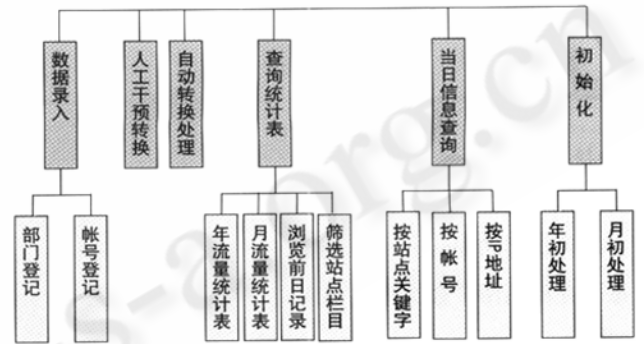 数据录入
人工干预转换
自动转换处理
查询统计表
当日信息查询
初始化
部门登记
帐号登记
年流量统计表
月流量统计表
浏览前日记录
筛选站点栏目
按站点关键字
按帐号
按IP地址
年初处理
月初处理
s-a.org.cn